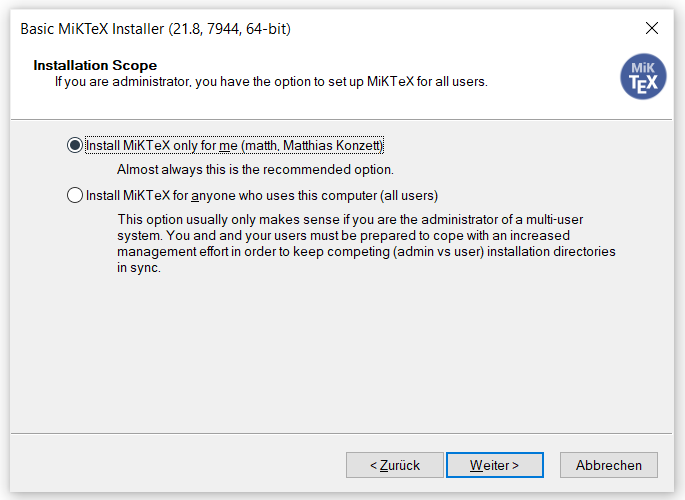 Basic MiKTeX Installer (21.8, 7944, 64-bit)
Installation Scope
If you are administrator, you have the option to set up MiKTeX for all users.
MiK
TEX
Install MiKTeX only for me (matth, Matthias Konzett)
Almost always this is the recommended option.
Install MiKTeX for anyone who uses this computer (all users)
This option usually only makes sense if you are the administrator of a multi-user
system. You and and your users must be prepared to cope with an increased
management effort in order to keep competing (admin vs user) installation directories
in sync.
< Zurück
Weiter >
Abbrechen